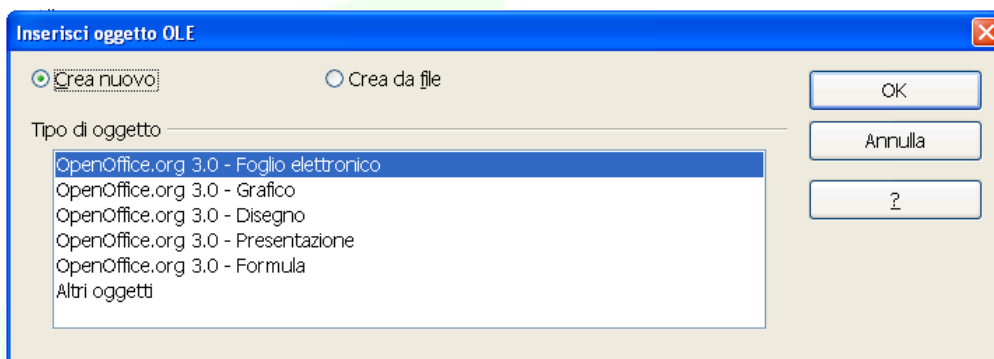 Inserisci oggetto OLE
Crea nuovo
Crea da file
OK
Tipo di oggetto
Annulla
OpenOffice.org 3.0 - Foglio elettronico
OpenOffice.org 3.0 - Grafico
?
OpenOffice.org 3.0 - Disegno
OpenOffice.org 3.0 - Presentazione
OpenOffice.org 3.0 - Formula
Altri oggetti